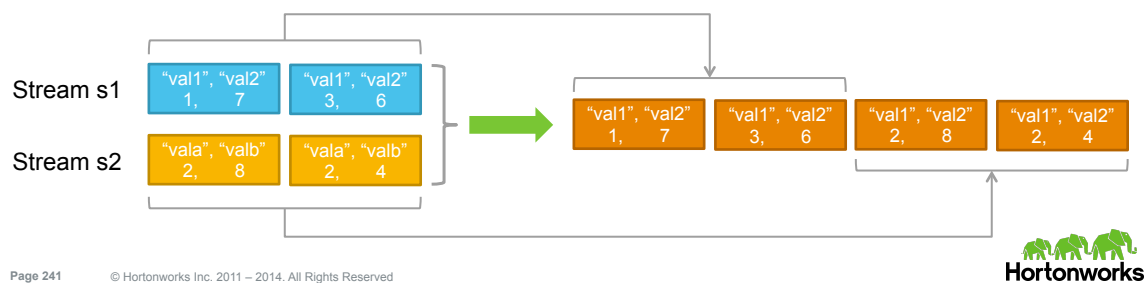 Stream s1
“val1”, “val2”
1, 7
“val1”, “val2”
3, 6
Stream s2
“vala”, “valb”
2, 8
“vala”, “valb”
2, 4
“val1”, “val2”
1, 7
“val1”, “val2”
3, 6
“val1”, “val2”
2, 8
“val1”, “val2”
2, 4
Page 241 © Hortonworks Inc. 2011 – 2014. All Rights Reserved
Hortonworks